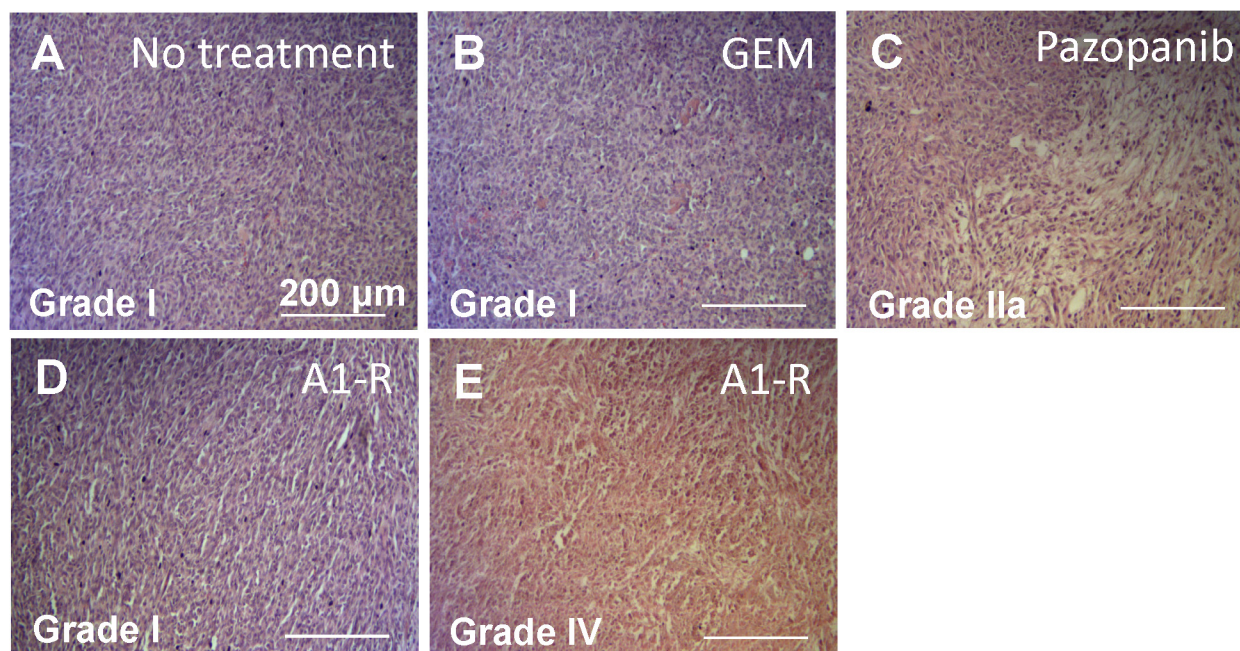 A No treatment
Grade I 200 µm
B GEM
Grade I
C Pazopanib
Grade IIa
D A1-R
Grade I
E A1-R
Grade IV